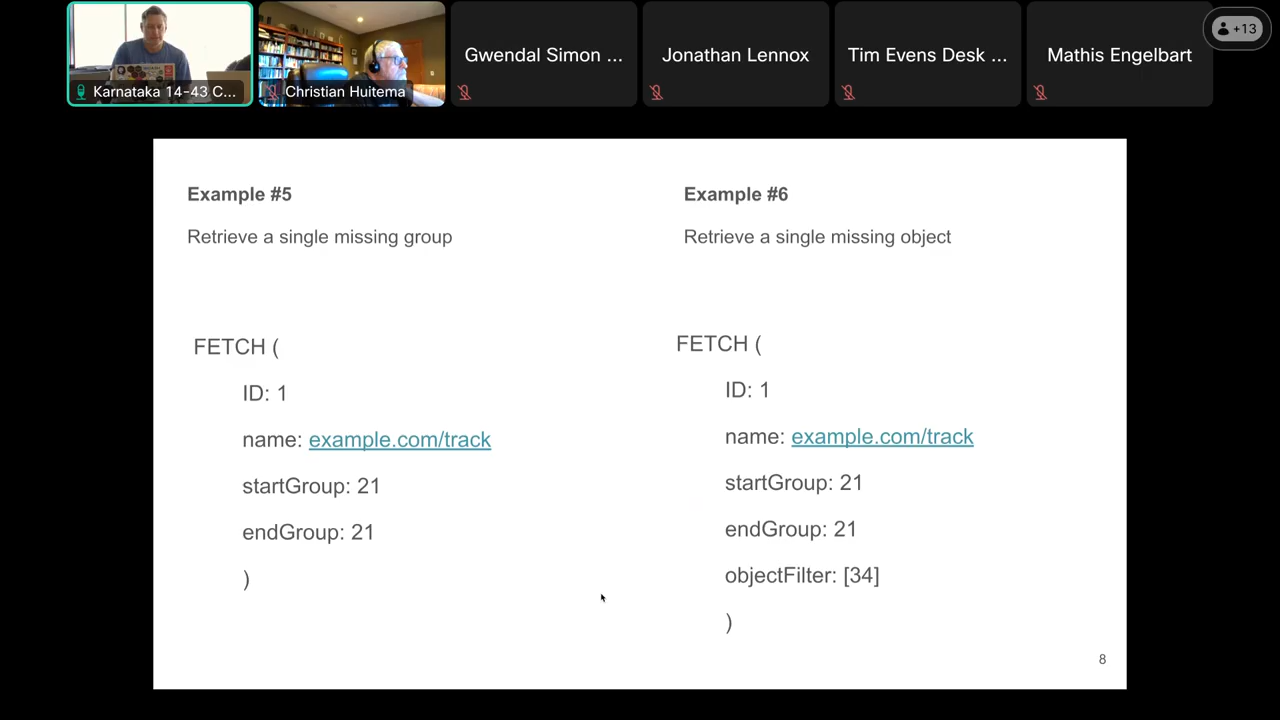 Karnataka 14-43 C...
Christian Huitema
Gwendal Simon ...
Jonathan Lennox
Tim Evens Desk ...
Mathis Engelbart
+13
Example #5
Retrieve a single missing group
FETCH (
ID: 1
name: example.com/track
startGroup: 21
endGroup: 21
)
Example #6
Retrieve a single missing object
FETCH (
ID: 1
name: example.com/track
startGroup: 21
endGroup: 21
objectFilter: [34]
)
8